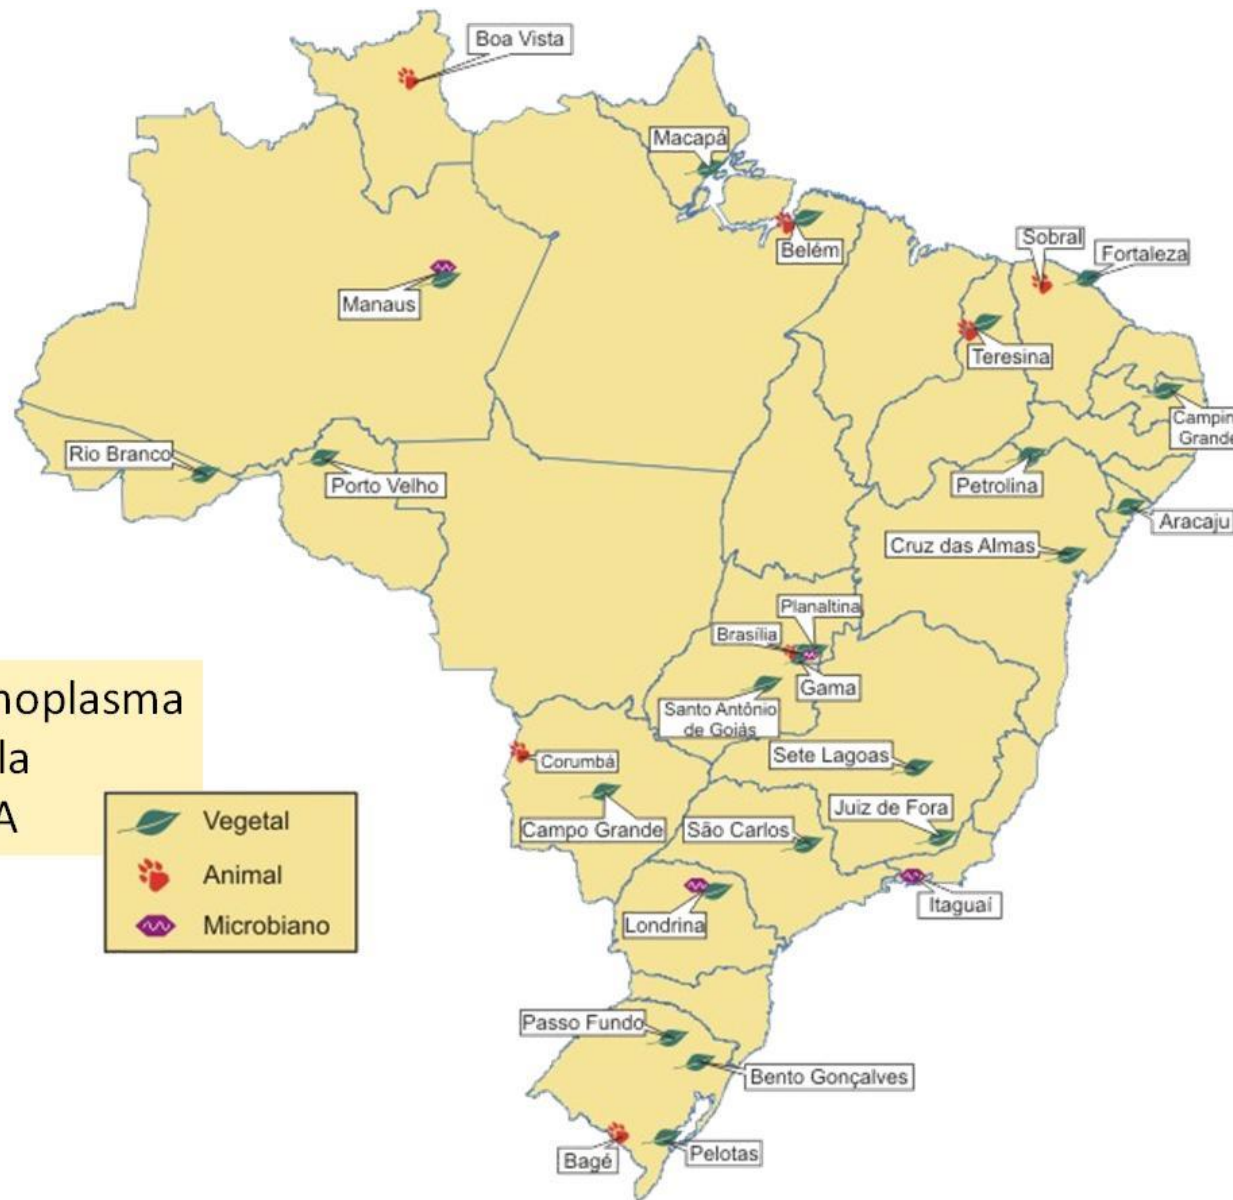 Boa Vista
Macapá
Belém
Sobral
Fortaleza
Manaus
Teresina
Grande
Rio Branco
Porto Velho
Petrolina
Aracaju
Cruz das Almas
Planaltina
Brasília
Gama
Santo Antônio
de Goiás
Sete Lagoas
Corumbá
Campo Grande
São Carlos
Juiz de Fora
Itaguaí
Londrina
Passo Fundo
Bento Gonçalves
Bagé
Pelotas
Vegetal
Animal
Microbiano